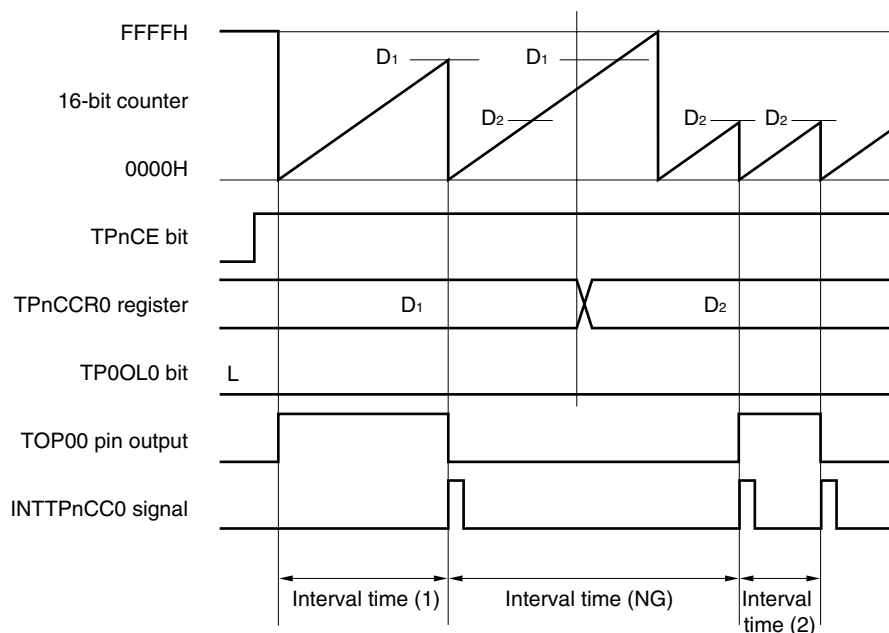 FFFFH
D1
D1
16-bit counter
D2
D2
D2
0000H
TPnCE bit
TPnCCR0 register
D1
D2
TP0OL0 bit
L
TOP00 pin output
INTTPnCC0 signal
Interval time (1)
Interval time (NG)
Interval
time (2)